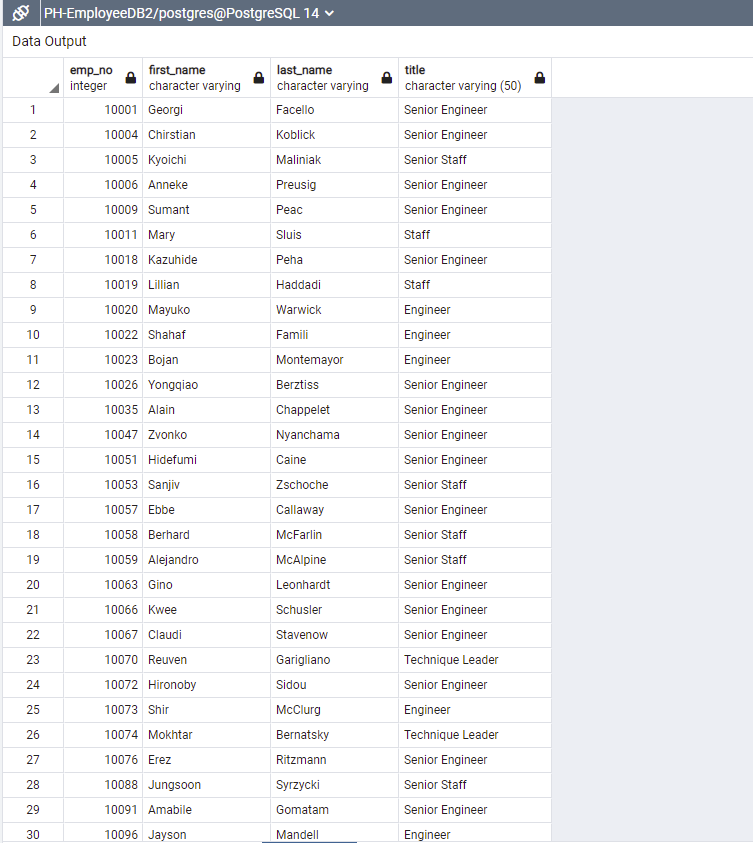 PH-EmployeeDB2/postgres@PostgreSQL 14
Data Output
emp_no first_name last_name title
integer character varying character varying character varying (50)
1 10001 Georgi Facello Senior Engineer
2 10004 Chirstian Koblick Senior Engineer
3 10005 Kyoichi Maliniak Senior Staff
4 10006 Anneke Preusig Senior Engineer
5 10009 Sumant Peac Senior Engineer
6 10011 Mary Sluis Staff
7 10018 Kazuhide Peha Senior Engineer
8 10019 Lillian Haddadi Staff
9 10020 Mayuko Warwick Engineer
10 10022 Shahaf Famili Engineer
11 10023 Bojan Montemayor Engineer
12 10026 Yongqiao Berztiss Senior Engineer
13 10035 Alain Chappelet Senior Engineer
14 10047 Zvonko Nyanchama Senior Engineer
15 10051 Hidefumi Caine Senior Engineer
16 10053 Sanjiv Zschoche Senior Staff
17 10057 Ebbe Callaway Senior Engineer
18 10058 Berhard McFarlin Senior Staff
19 10059 Alejandro McAlpine Senior Staff
20 10063 Gino Leonhardt Senior Engineer
21 10066 Kwee Schusler Senior Engineer
22 10067 Claudi Stavenow Senior Engineer
23 10070 Reuven Garigliano Technique Leader
24 10072 Hironoby Sidou Senior Engineer
25 10073 Shir McClurg Engineer
26 10074 Mokhtar Bernatsky Technique Leader
27 10076 Erez Ritzmann Senior Engineer
28 10088 Jungsoon Syrzycki Senior Staff
29 10091 Amabile Gomatam Senior Engineer
30 10096 Jayson Mandell Engineer